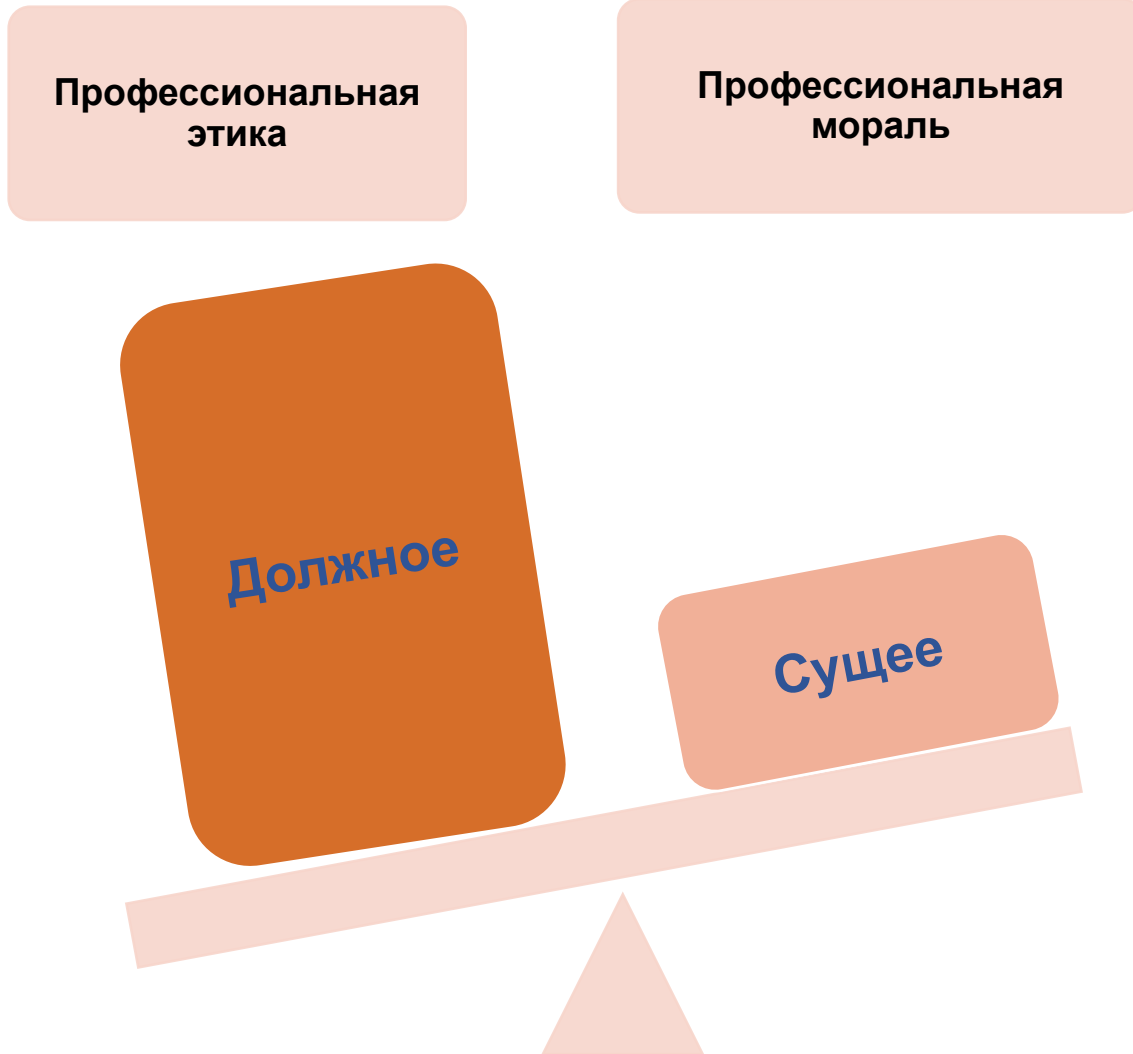 Профессиональная
этика
Профессиональная
мораль
Должное
Сущее